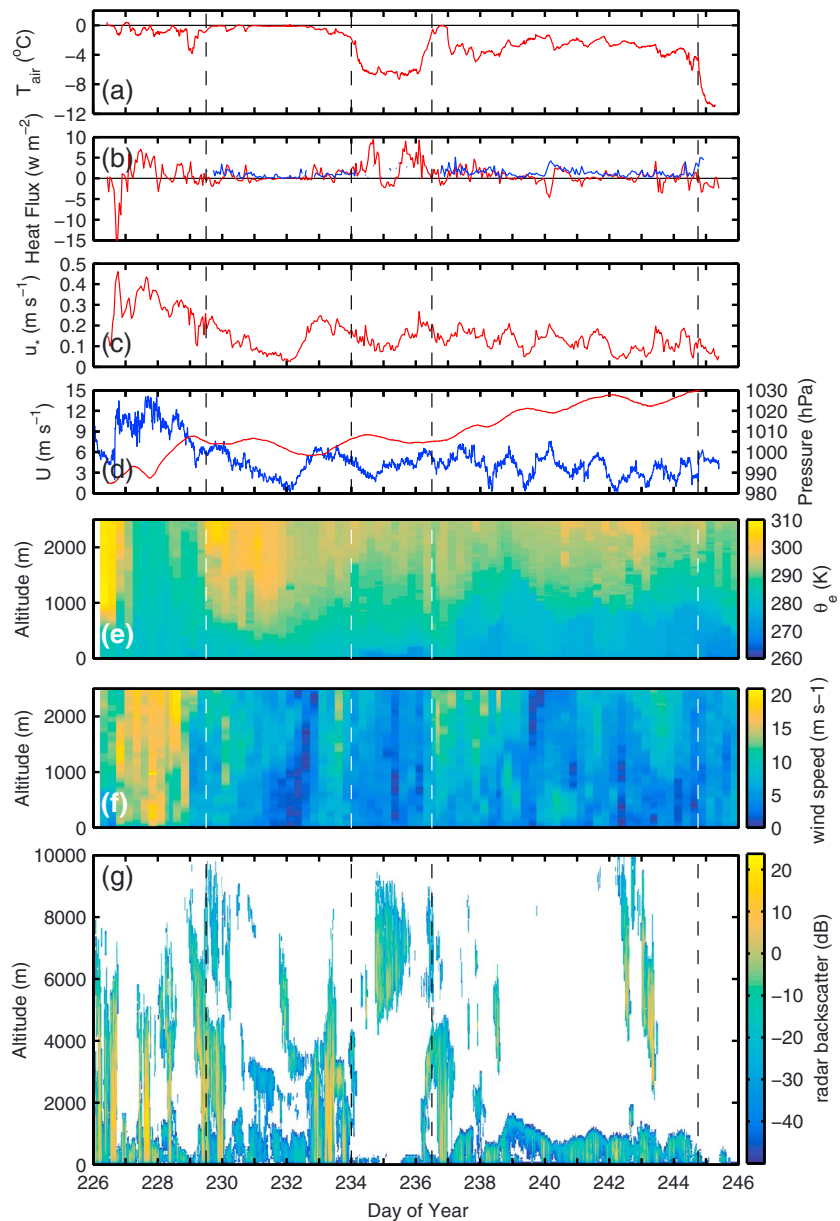 T_air (°C)
0
−4
−8
−12
(a)
Heat Flux (w m−2)
10
5
0
−5
−10
−15
(b)
u* (m s−1)
0.5
0.4
0.3
0.2
0.1
0
(c)
U (m s−1)
15
12
9
6
3
0
(d)
1030
1020
1010
1000
990
980
Pressure (hPa)
Altitude (m)
2000
1000
0
(e)
310
300
290
280
270
260
θ_e (K)
Altitude (m)
2000
1000
0
(f)
20
15
10
5
0
wind speed (m s−1)
Altitude (m)
10000
8000
6000
4000
2000
0
(g)
20
10
0
−10
−20
−30
−40
radar backscatter (dB)
226 228 230 232 234 236 238 240 242 244 246
Day of Year